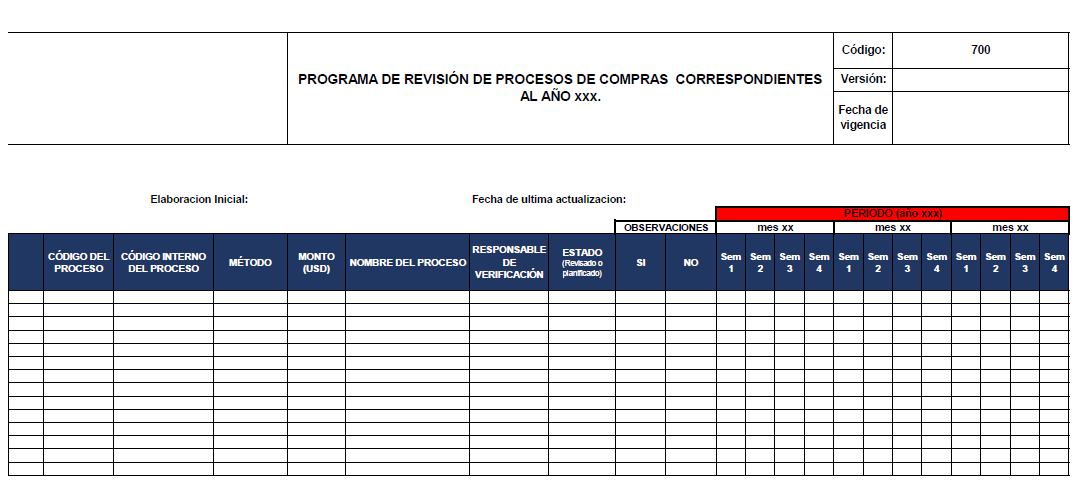 Código: 700
PROGRAMA DE REVISIÓN DE PROCESOS DE COMPRAS CORRESPONDIENTES
AL AÑO xxx.
Versión:
Fecha de
vigencia
Elaboracion Inicial: Fecha de ultima actualizacion:
PERIODO (año xxx)
OBSERVACIONES mes xx mes xx mes xx
CÓDIGO DEL
PROCESO
CÓDIGO INTERNO
DEL PROCESO
MÉTODO
MONTO
(USD)
NOMBRE DEL PROCESO
RESPONSABLE
DE
VERIFICACIÓN
ESTADO
(Revisado o
planificado)
SI
NO
Sem
1
Sem
2
Sem
3
Sem
4
Sem
1
Sem
2
Sem
3
Sem
4
Sem
1
Sem
2
Sem
3
Sem
4